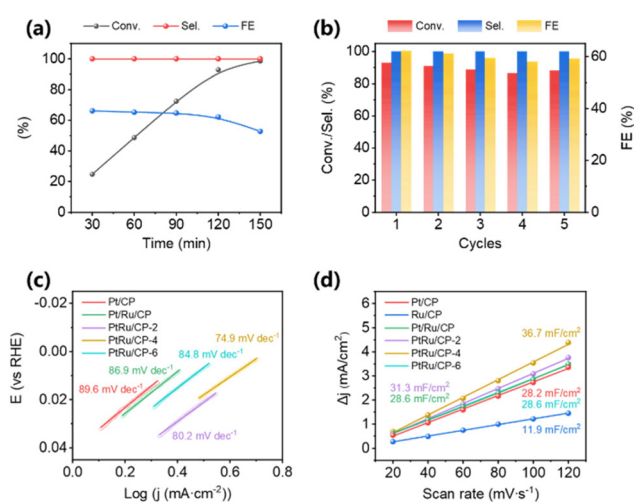 (a)
Conv. Sel. FE
100
80
60
40
20
0
(%)
30 60 90 120 150
Time (min)
(b)
Conv. Sel. FE
100
80
60
40
20
0
Conv./Sel. (%)
60
40
20
0
FE (%)
1 2 3 4 5
Cycles
(c)
Pt/CP
Pt/Ru/CP
PtRu/CP-2
PtRu/CP-4
PtRu/CP-6
-0.02
0.00
0.02
0.04
E (vs RHE)
74.9 mV dec⁻¹
84.8 mV dec⁻¹
86.9 mV dec⁻¹
89.6 mV dec⁻¹
80.2 mV dec⁻¹
0.0 0.2 0.4 0.6 0.8
Log (j (mA·cm⁻²))
(d)
Pt/CP
Ru/CP
Pt/Ru/CP
PtRu/CP-2
PtRu/CP-4
PtRu/CP-6
6
5
4
3
2
1
0
Δj (mA/cm²)
36.7 mF/cm²
31.3 mF/cm²
28.6 mF/cm²
28.2 mF/cm²
28.6 mF/cm²
11.9 mF/cm²
20 40 60 80 100 120
Scan rate (mV·s⁻¹)